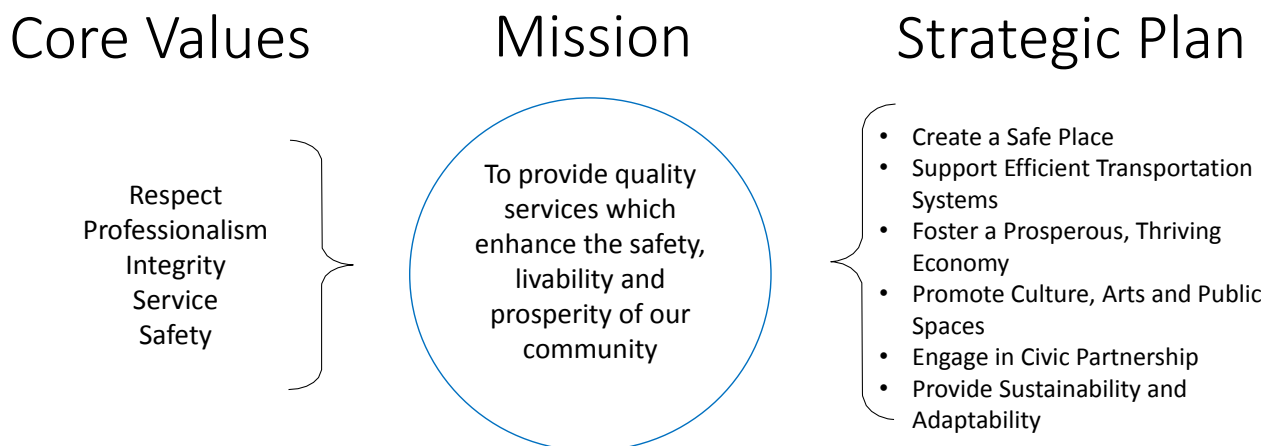 Core Values
Mission
Strategic Plan
Respect
Professionalism
Integrity
Service
Safety
To provide quality
services which
enhance the safety,
livability and
prosperity of our
community
• Create a Safe Place
• Support Efficient Transportation
Systems
• Foster a Prosperous, Thriving
Economy
• Promote Culture, Arts and Public
Spaces
• Engage in Civic Partnership
• Provide Sustainability and
Adaptability